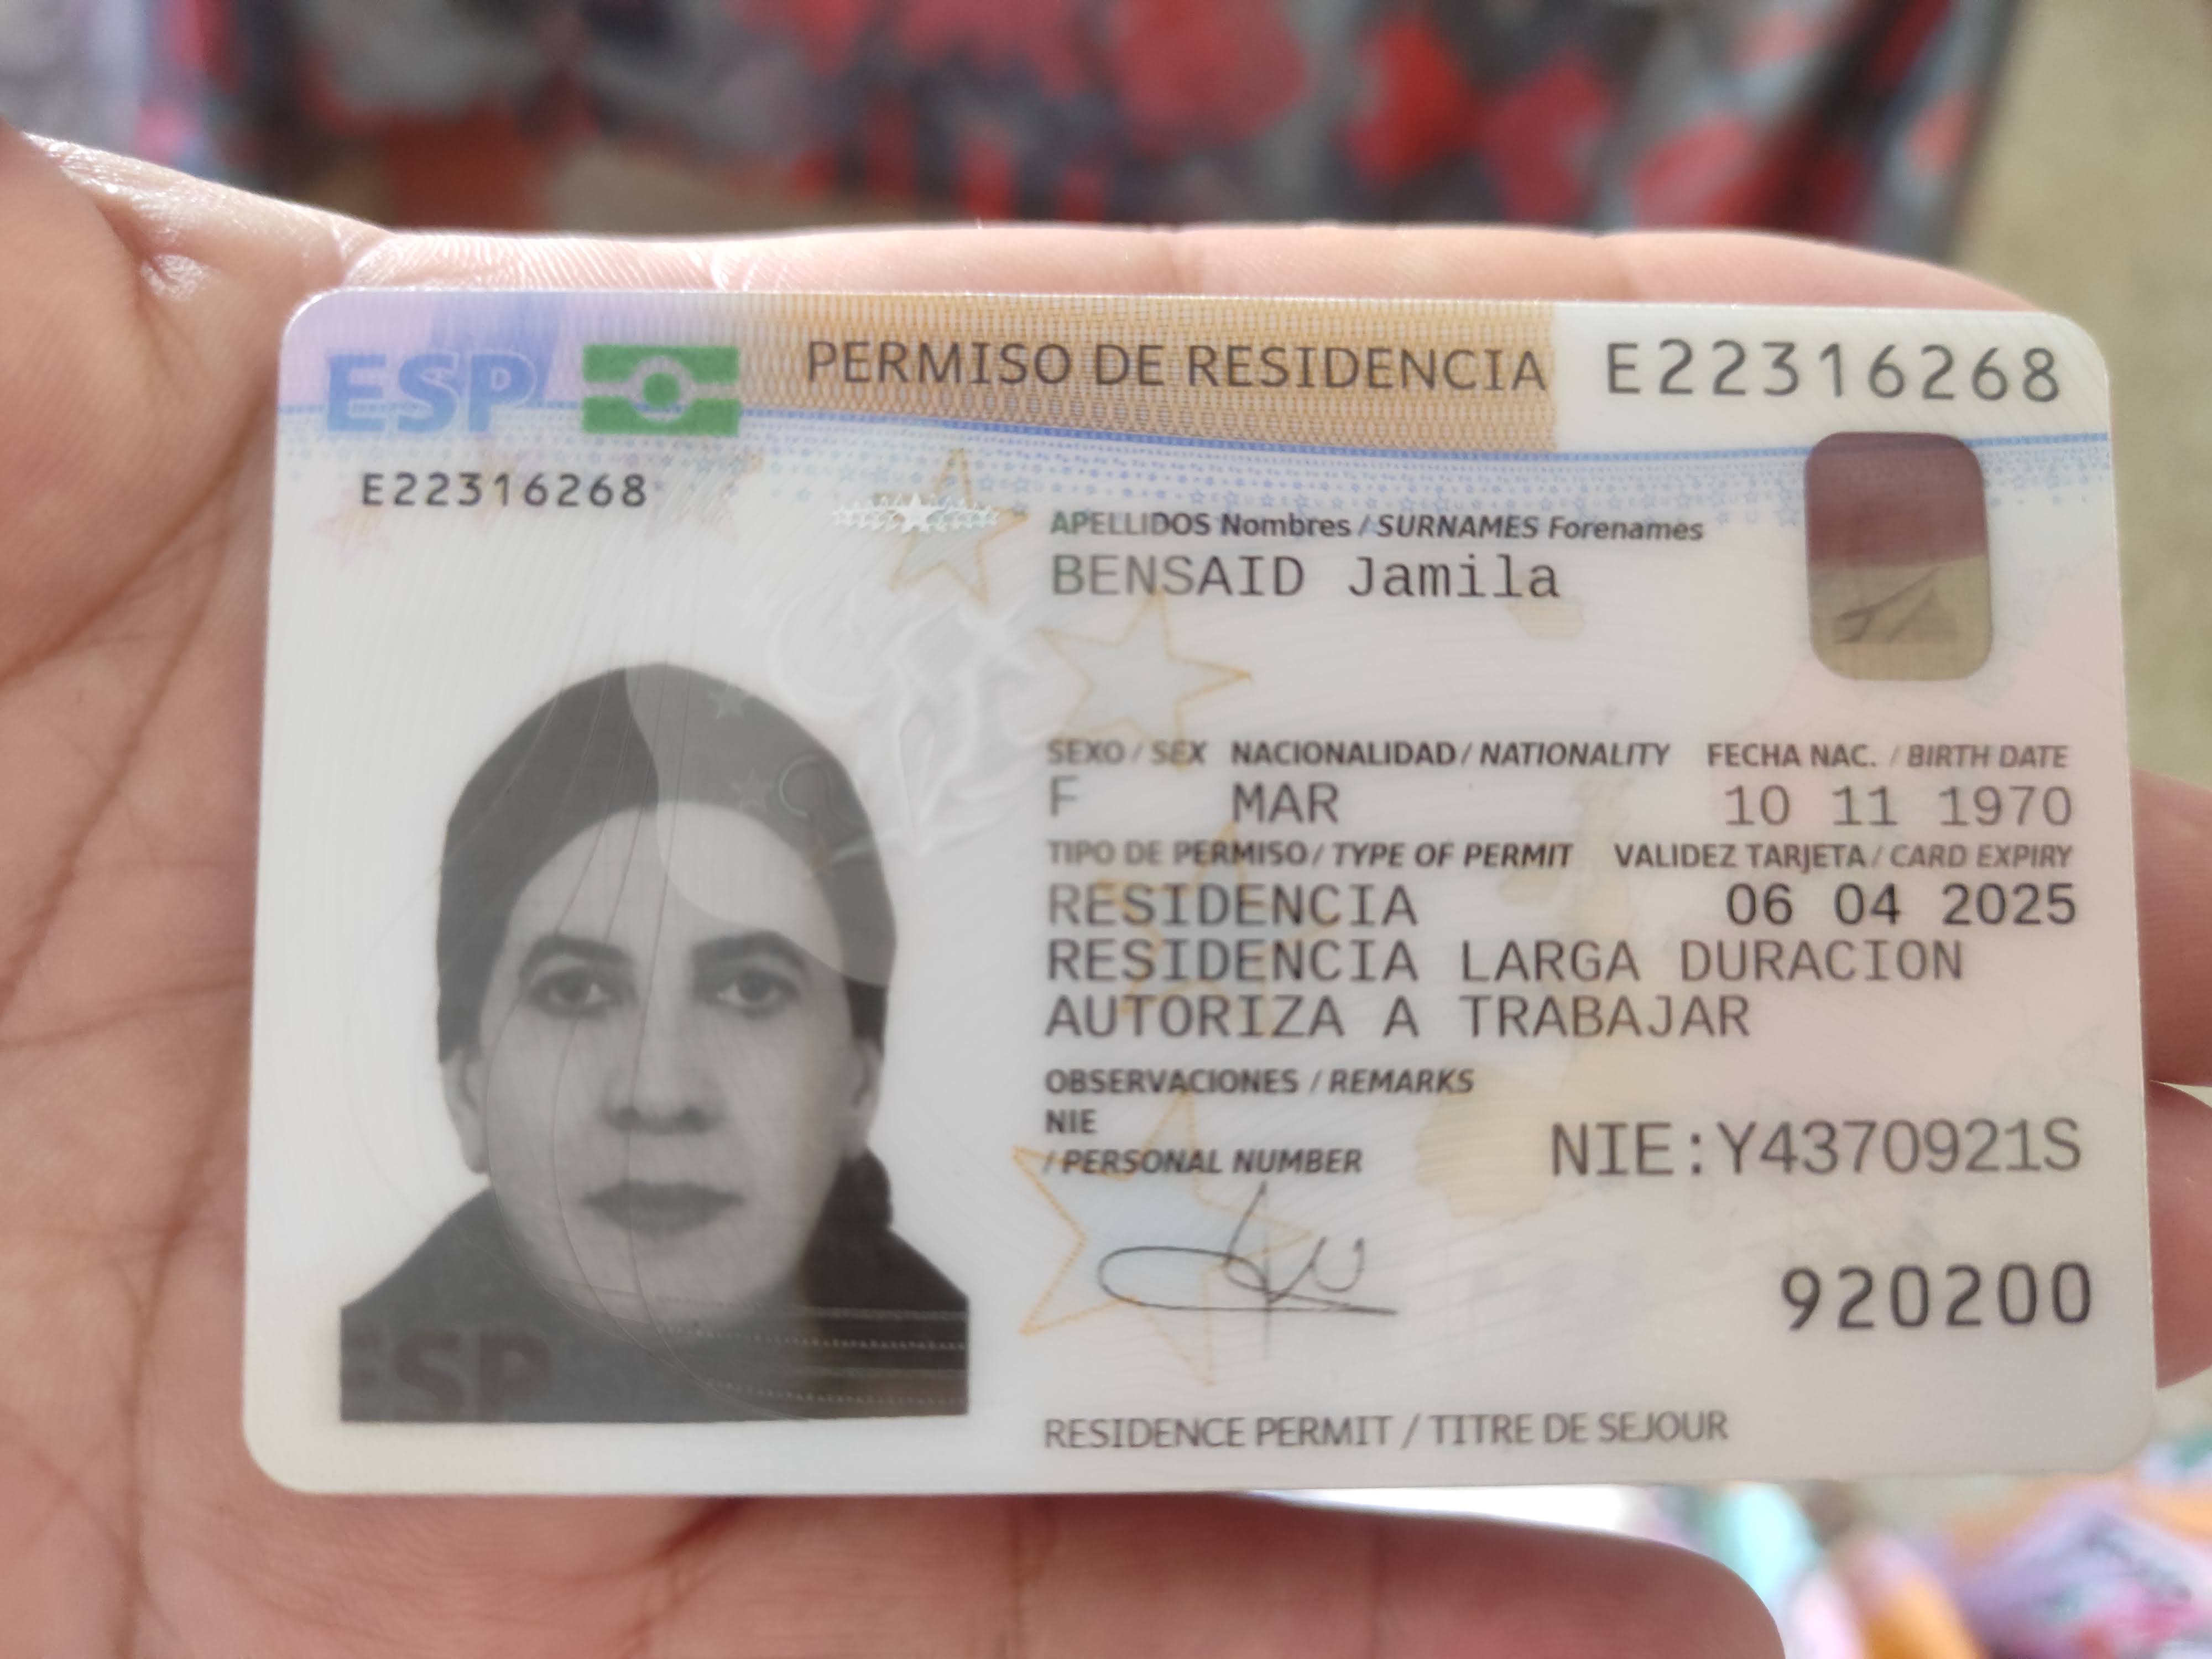 ESP PERMISO DE RESIDENCIA E22316268
E22316268
APELLIDOS Nombres / SURNAMES Forenames
BENSAID Jamila
SEXO / SEX NACIONALIDAD / NATIONALITY FECHA NAC. / BIRTH DATE
F MAR 10 11 1970
TIPO DE PERMISO / TYPE OF PERMIT VALIDEZ TARJETA / CARD EXPIRY
RESIDENCIA 06 04 2025
RESIDENCIA LARGA DURACION
AUTORIZA A TRABAJAR
OBSERVACIONES / REMARKS
NIE
/ PERSONAL NUMBER NIE:Y4370921S
920200
ESP
RESIDENCE PERMIT / TITRE DE SEJOUR